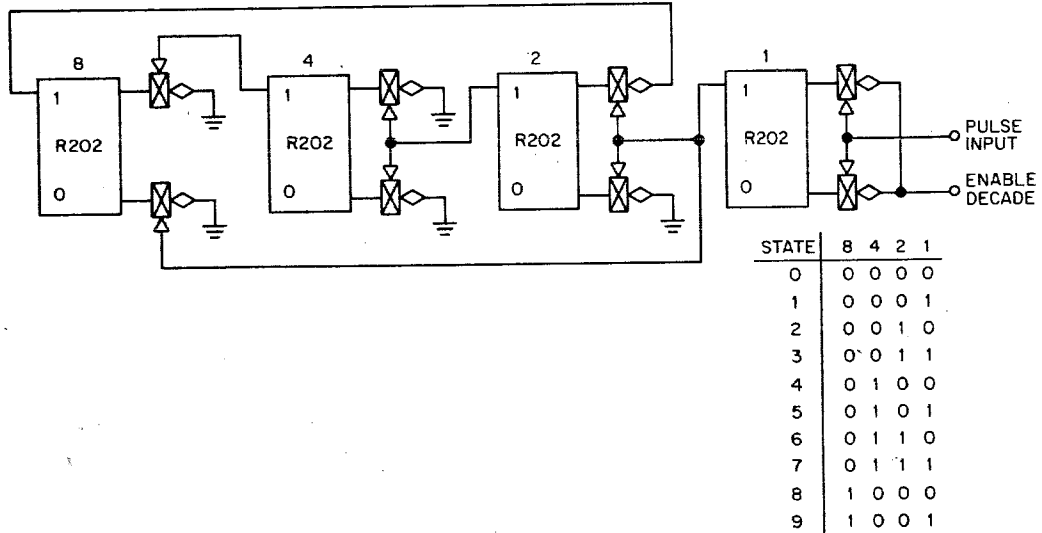 8 4 2 1
1 1 1 1
R202 R202 R202 R202
0 0 0 0
PULSE
INPUT
ENABLE
DECADE
STATE 8 4 2 1
0 0 0 0 0
1 0 0 0 1
2 0 0 1 0
3 0 0 1 1
4 0 1 0 0
5 0 1 0 1
6 0 1 1 0
7 0 1 1 1
8 1 0 0 0
9 1 0 0 1